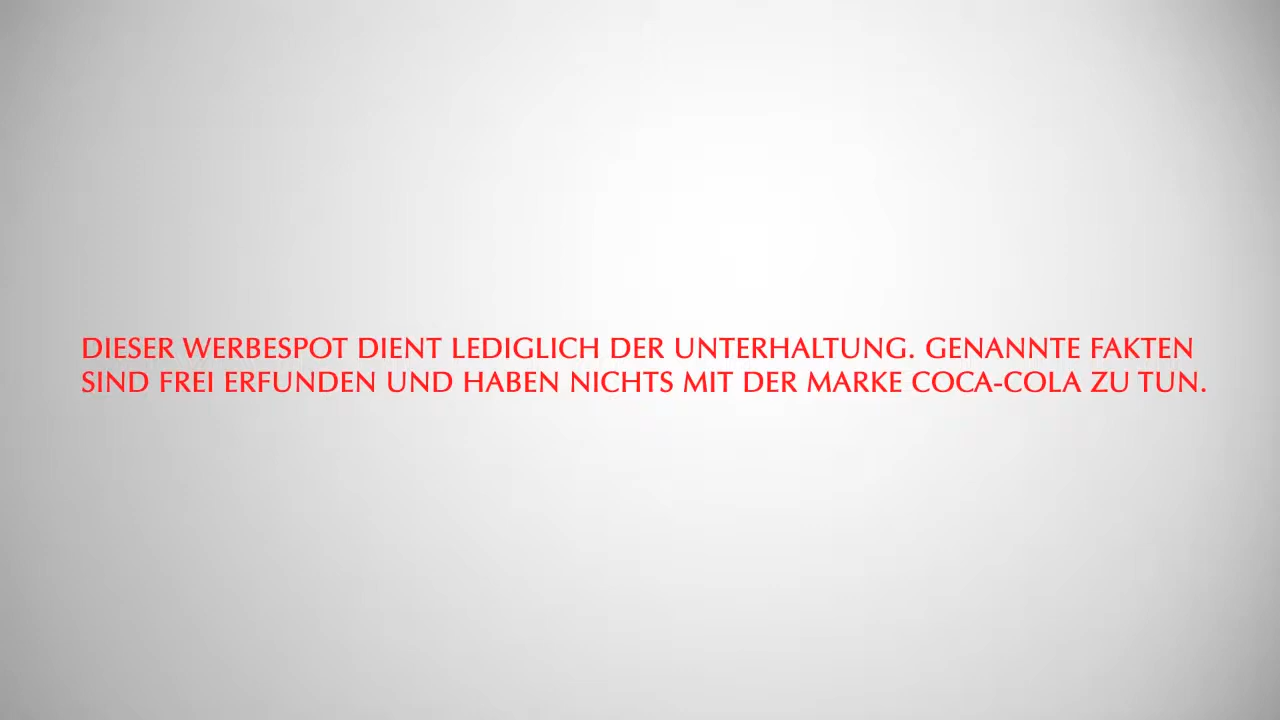 DIESER WERBESPOT DIENT LEDIGLICH DER UNTERHALTUNG. GENANNTE FAKTEN
SIND FREI ERFUNDEN UND HABEN NICHTS MIT DER MARKE COCA-COLA ZU TUN.